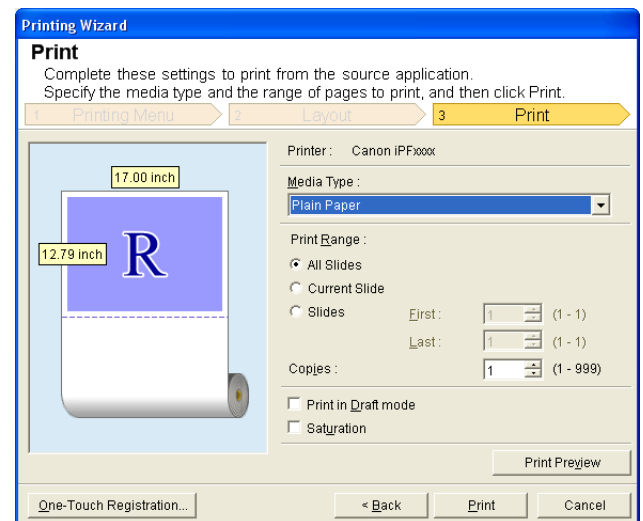 Printing Wizard
Print
Complete these settings to print from the source application.
Specify the media type and the range of pages to print, and then click Print.
1 Printing Menu 2 Layout 3 Print
17.00 inch
12.79 inch
R
Printer : Canon iPFxxxx
Media Type :
Plain Paper
Print Range :
All Slides
Current Slide
Slides First : 1 (1 - 1)
Last : 1 (1 - 1)
Copies : 1 (1 - 999)
Print in Draft mode
Saturation
Print Preview
One-Touch Registration... < Back Print Cancel